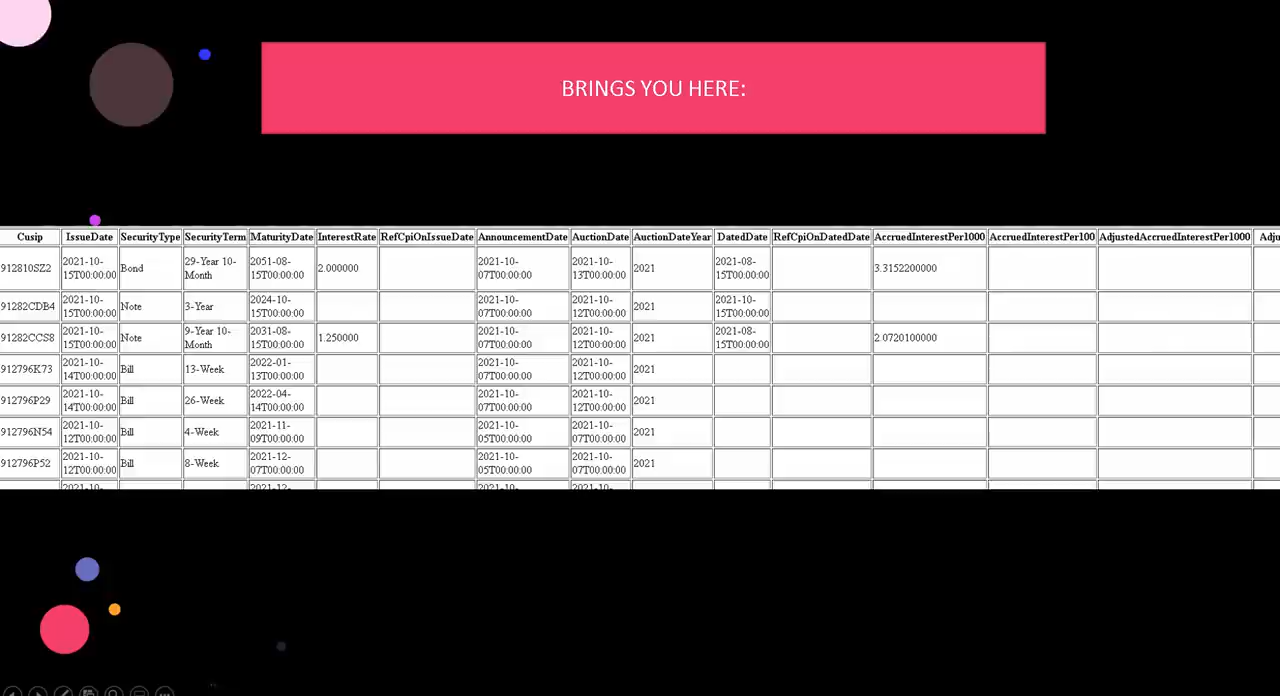 BRINGS YOU HERE:
Cusip IssueDate SecurityType SecurityTerm MaturityDate InterestRate RefCpiOnIssueDate AnnouncementDate AuctionDate AuctionDateYear DatedDate RefCpiOnDatedDate AccruedInterestPer1000 AccruedInterestPer100 AdjustedAccruedInterestPer1000 Adju
912810SZ2 2021-10-15T00:00:00 Bond 29-Year 10-Month 2051-08-15T00:00:00 2.000000 2021-10-07T00:00:00 2021-10-13T00:00:00 2021 2021-08-15T00:00:00 3.3152200000
91282CDB4 2021-10-15T00:00:00 Note 3-Year 2024-10-15T00:00:00 2021-10-07T00:00:00 2021-10-12T00:00:00 2021 2021-10-15T00:00:00
91282CCS8 2021-10-15T00:00:00 Note 9-Year 10-Month 2031-08-15T00:00:00 1.250000 2021-10-07T00:00:00 2021-10-12T00:00:00 2021 2021-08-15T00:00:00 2.0720100000
912796K73 2021-10-14T00:00:00 Bill 13-Week 2022-01-13T00:00:00 2021-10-07T00:00:00 2021-10-12T00:00:00 2021
912796P29 2021-10-14T00:00:00 Bill 26-Week 2022-04-14T00:00:00 2021-10-07T00:00:00 2021-10-12T00:00:00 2021
912796N54 2021-10-12T00:00:00 Bill 4-Week 2021-11-09T00:00:00 2021-10-05T00:00:00 2021-10-07T00:00:00 2021
912796P52 2021-10-12T00:00:00 Bill 8-Week 2021-12-07T00:00:00 2021-10-05T00:00:00 2021-10-07T00:00:00 2021
2021-10- 2021-12- 2021-10- 2021-10-